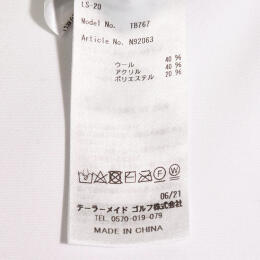 LS-20
Model No. TB767
Article No. N92063
ウール 40 %
アクリル 40 %
ポリエステル 20 %
06/21
テーラーメイド ゴルフ株式会社
TEL. 0570-019-079
MADE IN CHINA